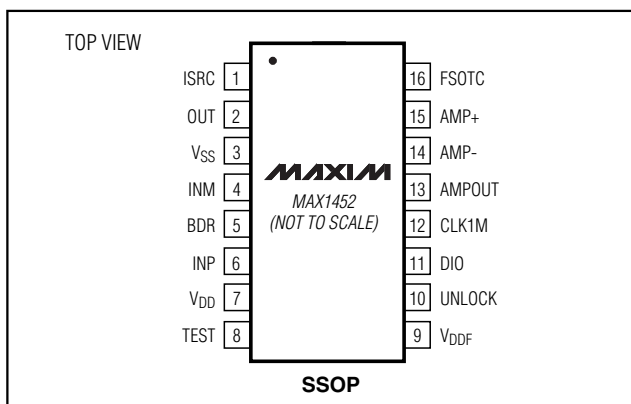 TOP VIEW
ISRC 1
OUT 2
VSS 3
INM 4
BDR 5
INP 6
VDD 7
TEST 8
MAXIM
MAX1452
(NOT TO SCALE)
16 FSOTC
15 AMP+
14 AMP-
13 AMPOUT
12 CLK1M
11 DIO
10 UNLOCK
9 VDDF
SSOP